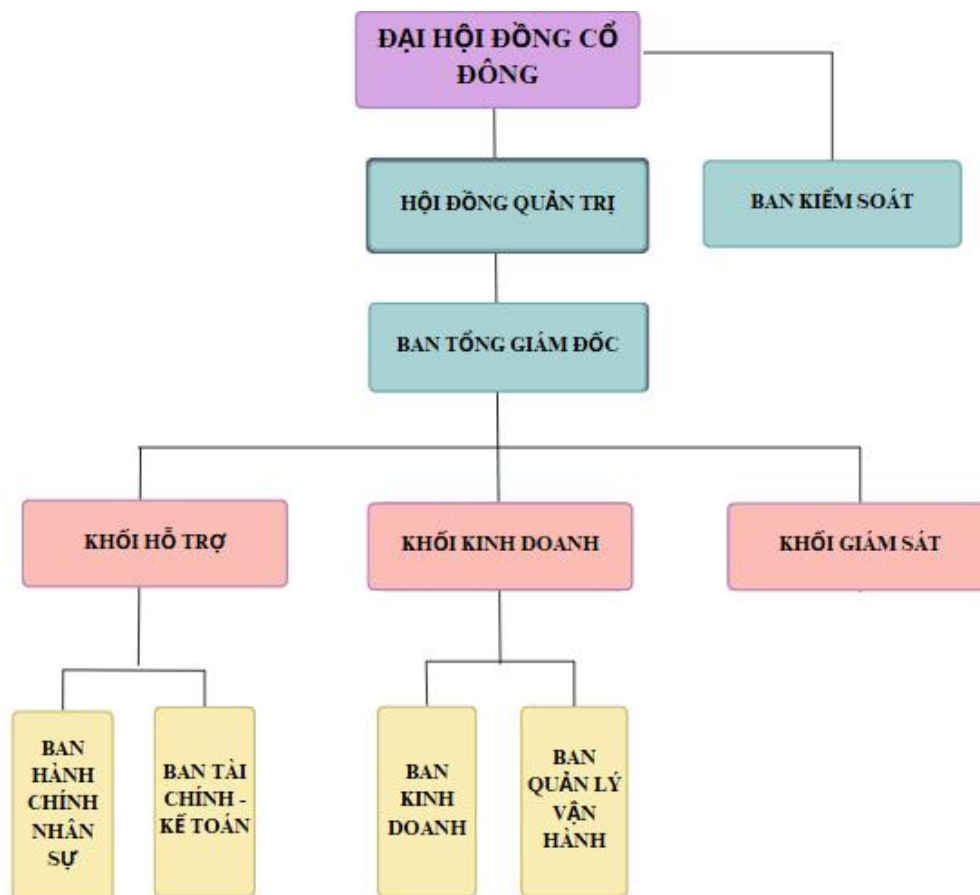 ĐẠI HỘI ĐỒNG CỔ
ĐÔNG
HỘI ĐỒNG QUẢN TRỊ
BAN KIỂM SOÁT
BAN TỔNG GIÁM ĐỐC
KHỐI HỖ TRỢ
KHỐI KINH DOANH
KHỐI GIÁM SÁT
BAN
HÀNH
CHÍNH
NHÂN
SỰ
BAN TÀI
CHÍNH -
KẾ TOÁN
BAN
KINH
DOANH
BAN
QUẢN LÝ
VẬN
HÀNH